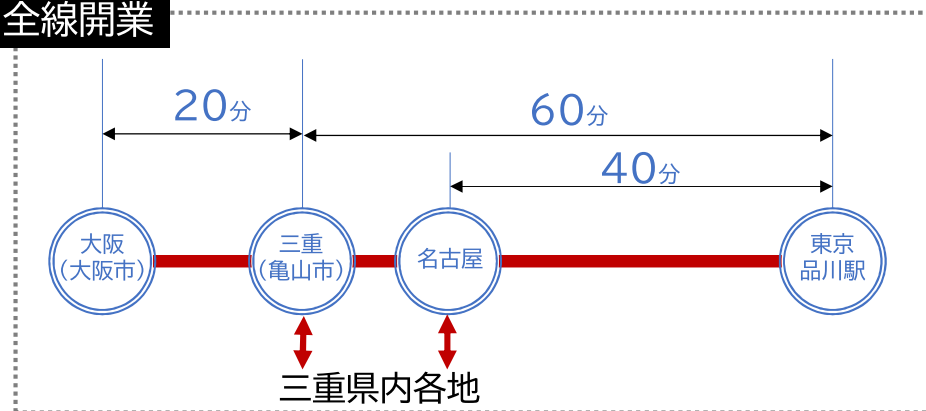 全線開業
20分
60分
40分
大阪
(大阪市)
三重
(亀山市)
名古屋
東京
品川駅
三重県内各地